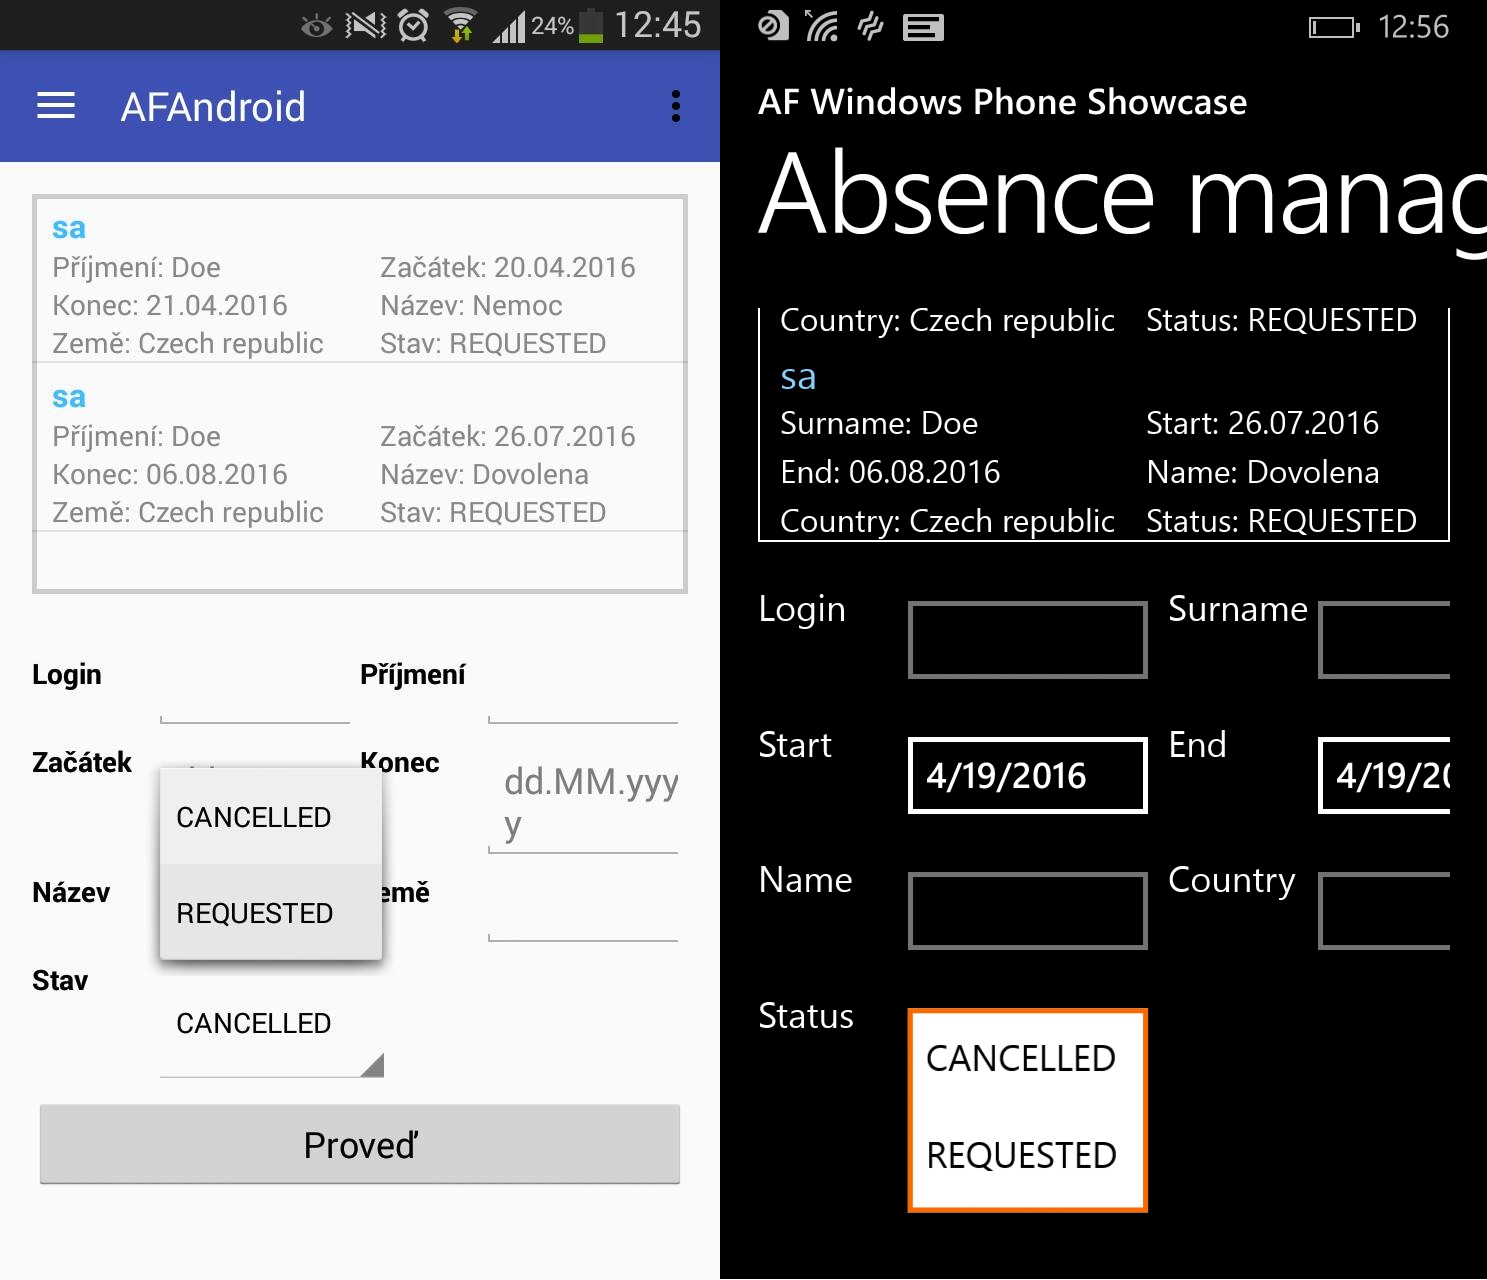 24% 12:45
AFAndroid
sa
Příjmení: Doe Začátek: 20.04.2016
Konec: 21.04.2016 Název: Nemoc
Země: Czech republic Stav: REQUESTED
sa
Příjmení: Doe Začátek: 26.07.2016
Konec: 06.08.2016 Název: Dovolena
Země: Czech republic Stav: REQUESTED
Login Příjmení
Začátek Konec
dd.MM.yyy
y
CANCELLED
Název emě
REQUESTED
Stav
CANCELLED
Proveď
12:56
AF Windows Phone Showcase
Absence manag
Country: Czech republic Status: REQUESTED
sa
Surname: Doe Start: 26.07.2016
End: 06.08.2016 Name: Dovolena
Country: Czech republic Status: REQUESTED
Login Surname
Start 4/19/2016 End 4/19/20
Name Country
Status
CANCELLED
REQUESTED